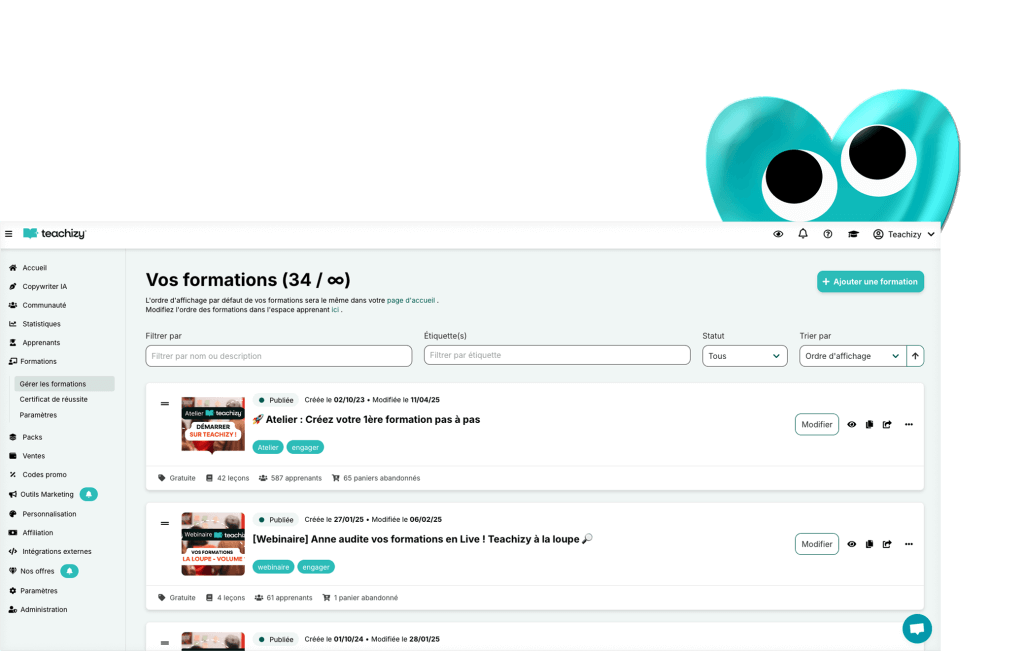 teachizy
Teachizy
Accueil
Copywriter IA
Communauté
Statistiques
Apprenants
Formations
Gérer les formations
Certificat de réussite
Paramètres
Packs
Ventes
Codes promo
Outils Marketing
Personnalisation
Affiliation
Intégrations externes
Nos offres
Paramètres
Administration
Vos formations (34 / ∞)
+ Ajouter une formation
L'ordre d'affichage par défaut de vos formations sera le même dans votre page d'accueil .
Modifiez l'ordre des formations dans l'espace apprenant ici .
Filtrer par
Étiquette(s)
Statut
Trier par
Filtrer par nom ou description
Filtrer par étiquette
Tous
Ordre d'affichage
Atelier teachizy
DÉMARRER
SUR TEACHIZY !
Publiée Créée le 02/10/23 • Modifiée le 11/04/25
🚀 Atelier : Créez votre 1ère formation pas à pas
Atelier engager
Modifier
Gratuite 42 leçons 587 apprenants 65 paniers abandonnés
Webinaire teachi
VOS FORMATIONS
LA LOUPE - VOLUME
Publiée Créée le 27/01/25 • Modifiée le 06/02/25
[Webinaire] Anne audite vos formations en Live ! Teachizy à la loupe 🔎
webinaire engager
Modifier
Gratuite 4 leçons 61 apprenants 1 panier abandonné
Publiée Créée le 01/10/24 • Modifiée le 28/01/25